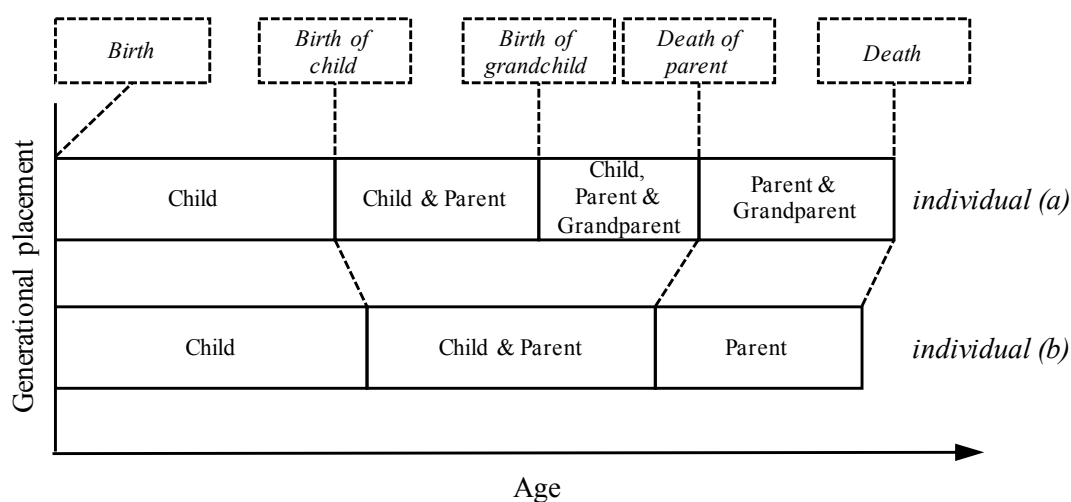 Birth
Birth of
child
Birth of
grandchild
Death of
parent
Death
Generational placement
Child
Child & Parent
Child,
Parent &
Grandparent
Parent &
Grandparent
individual (a)
Child
Child & Parent
Parent
individual (b)
Age